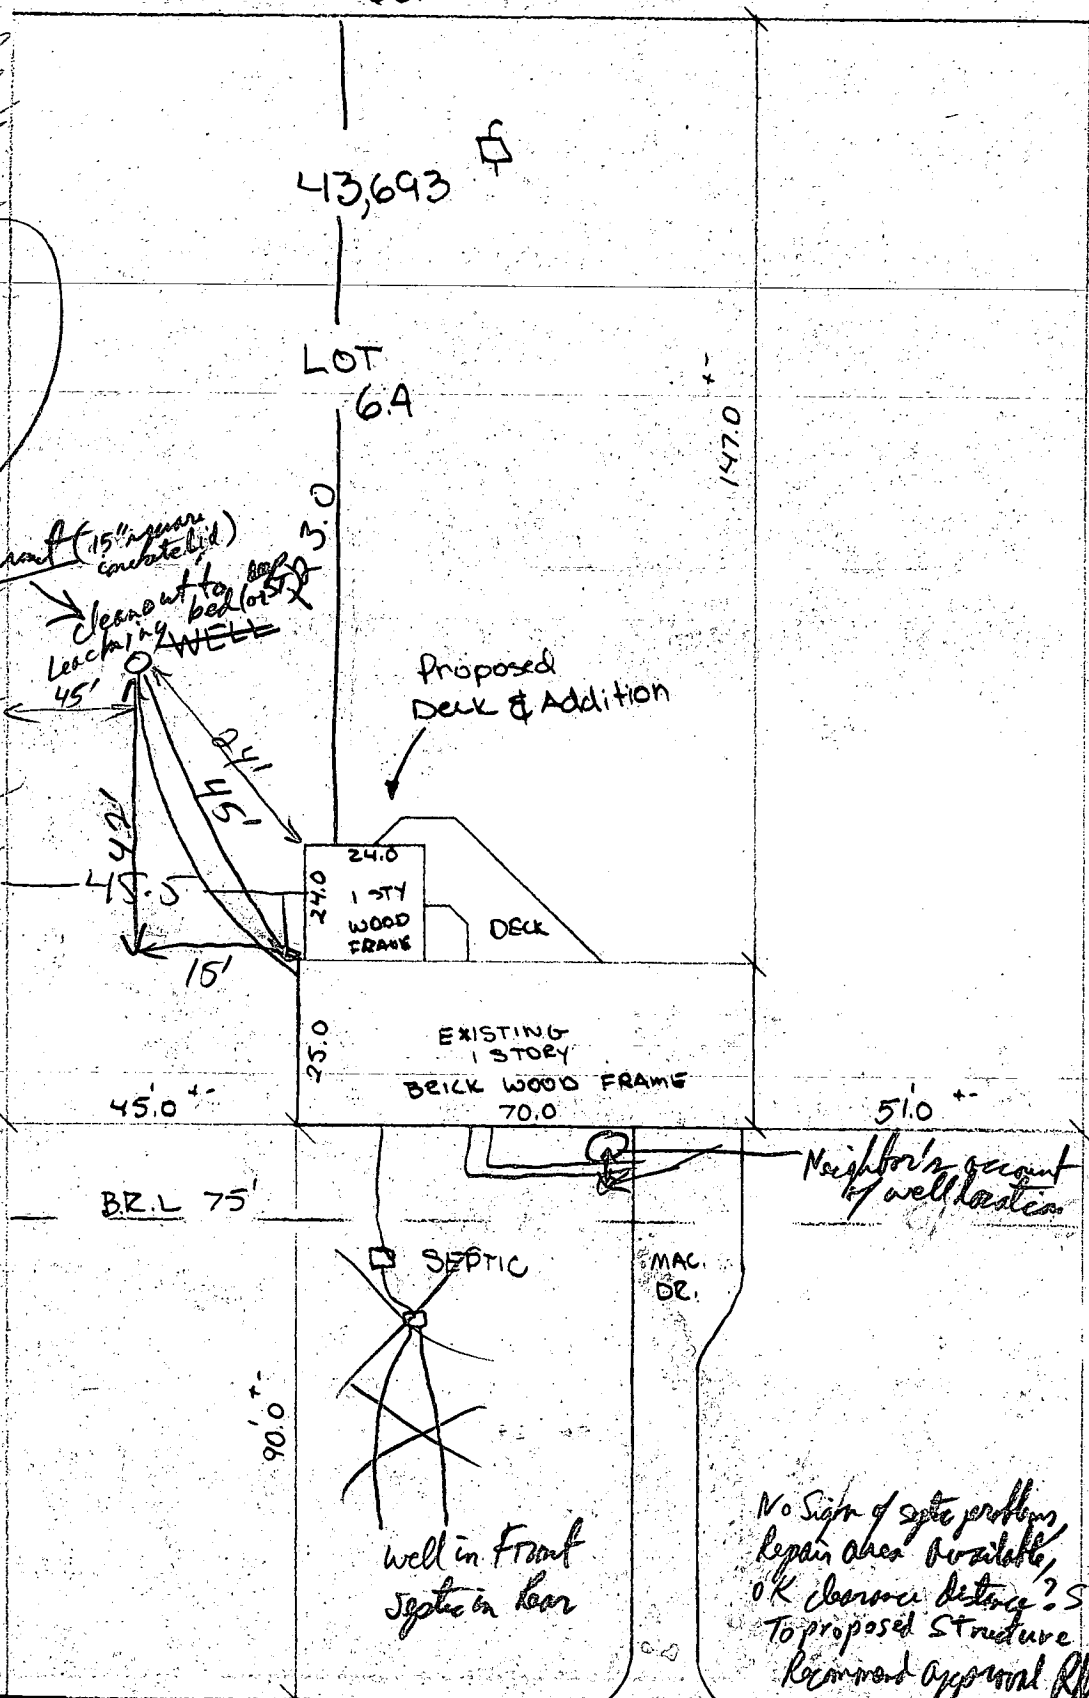 43,693
LOT
6.A
147.0 +-
3.0
(15" square
concrete lid)
cleanout to
Leaching bed (or ST)
WELL
45'
Proposed
Deck & Addition
24'
45'
42'
45.5
15'
24.0
24.0
1 STY
WOOD
FRAME
DECK
25.0
EXISTING
1 STORY
BRICK WOOD FRAME
70.0
45.0 +-
51.0 +-
Neighbor's account
of well location
B.R.L 75'
SEPTIC
MAC.
DR.
90.0 +-
well in Front
septic in Rear
No Sign of septic problems,
Repair area available,
OK clearance distance ? S
To proposed Structure
Recommend approval